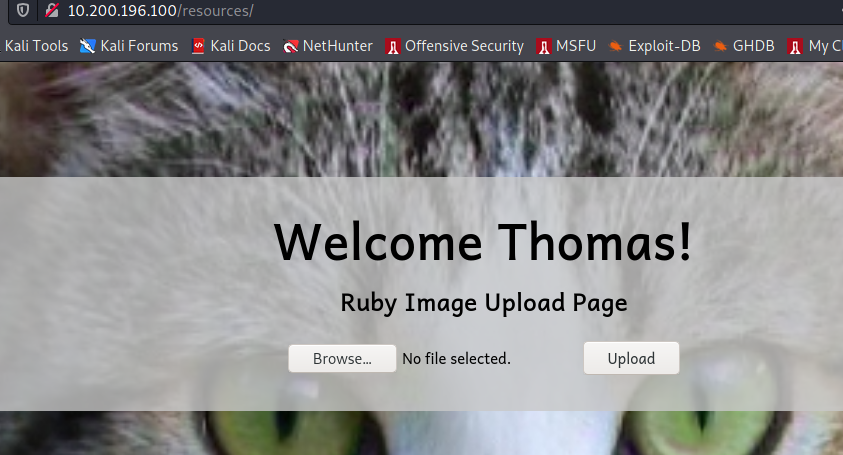 10.200.196.100/resources/
Kali Tools Kali Forums Kali Docs NetHunter Offensive Security MSFU Exploit-DB GHDB My
Welcome Thomas!
Ruby Image Upload Page
Browse... No file selected. Upload